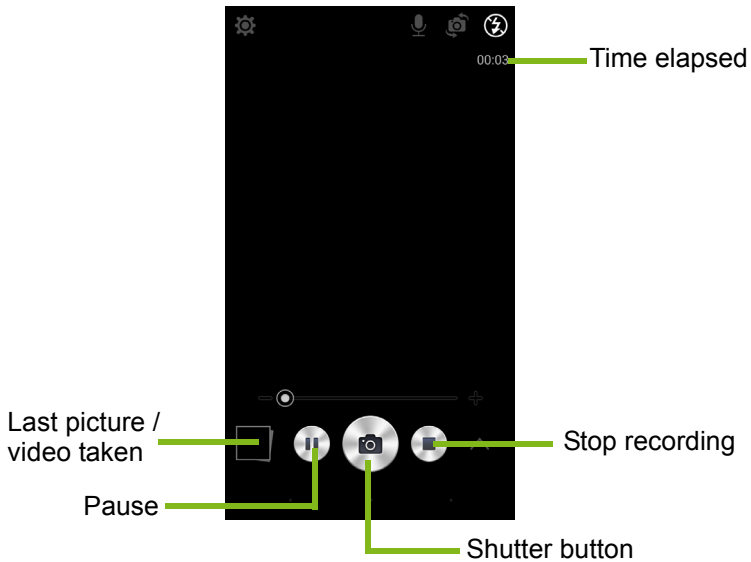 00:03
Time elapsed
Last picture /
video taken
Stop recording
Pause
Shutter button